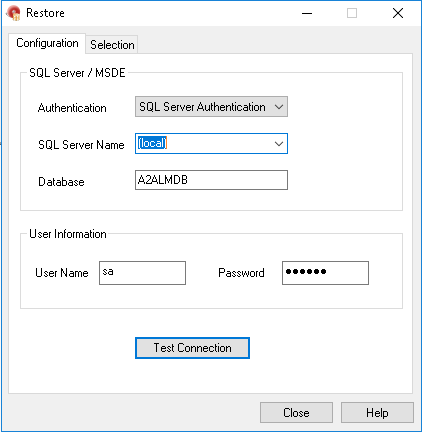 Restore
Configuration Selection
SQL Server / MSDE
Authentication SQL Server Authentication
SQL Server Name (local)
Database A2ALMDB
User Information
User Name sa Password ●●●●●●
Test Connection
Close Help